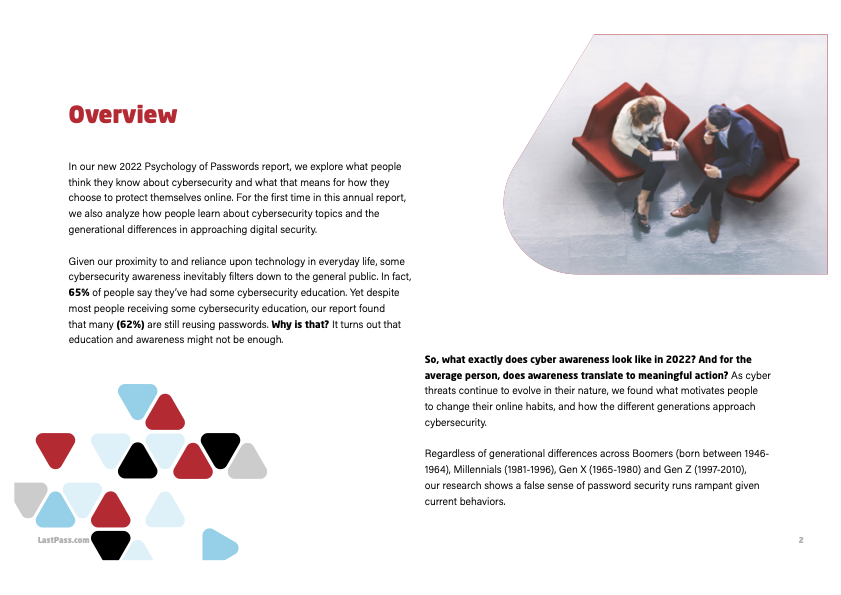 Overview
In our new 2022 Psychology of Passwords report, we explore what people
think they know about cybersecurity and what that means for how they
choose to protect themselves online. For the first time in this annual report,
we also analyze how people learn about cybersecurity topics and the
generational differences in approaching digital security.
Given our proximity to and reliance upon technology in everyday life, some
cybersecurity awareness inevitably filters down to the general public. In fact,
65% of people say they've had some cybersecurity education. Yet despite
most people receiving some cybersecurity education, our report found
that many (62%) are still reusing passwords. Why is that? It turns out that
education and awareness might not be enough.
So, what exactly does cyber awareness look like in 2022? And for the
average person, does awareness translate to meaningful action? As cyber
threats continue to evolve in their nature, we found what motivates people
to change their online habits, and how the different generations approach
cybersecurity.
Regardless of generational differences across Boomers (born between 1946-
1964), Millennials (1981-1996), Gen X (1965-1980) and Gen Z (1997-2010),
our research shows a false sense of password security runs rampant given
current behaviors.
LastPass.com
2